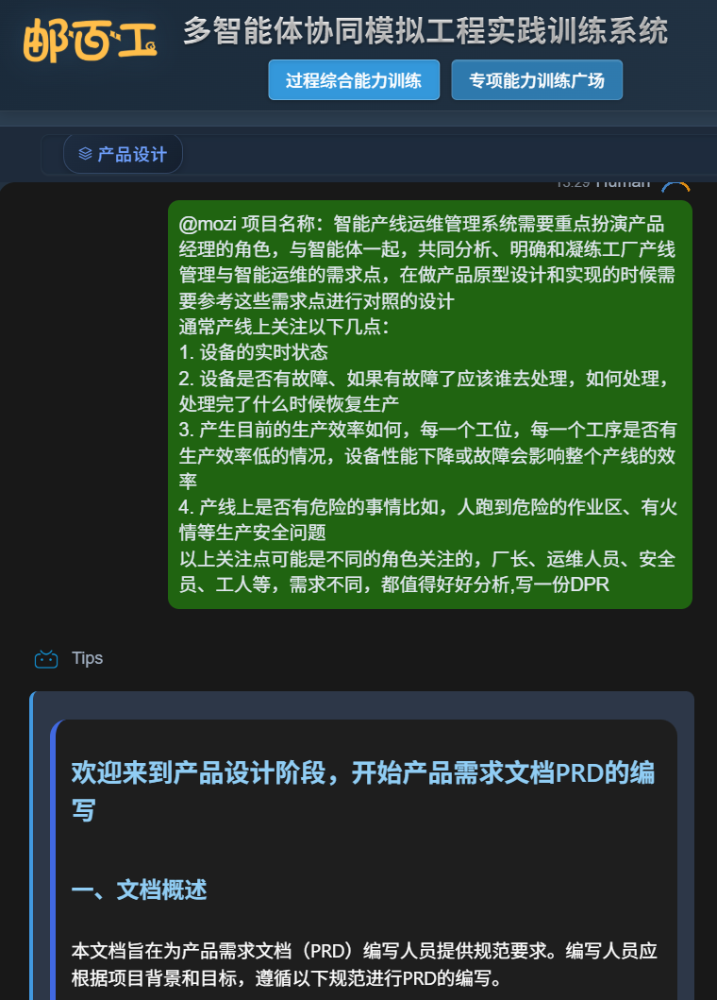 邮百工
多智能体协同模拟工程实践训练系统
过程综合能力训练
专项能力训练广场
产品设计
13:29 Human
@mozi 项目名称：智能产线运维管理系统需要重点扮演产品
经理的角色，与智能体一起，共同分析、明确和凝练工厂产线
管理与智能运维的需求点，在做产品原型设计和实现的时候需
要参考这些需求点进行对照的设计
通常产线上关注以下几点：
1. 设备的实时状态
2. 设备是否有故障、如果有故障了应该谁去处理，如何处理，
处理完了什么时候恢复生产
3. 产生目前的生产效率如何，每一个工位，每一个工序是否有
生产效率低的情况，设备性能下降或故障会影响整个产线的效
率
4. 产线上是否有危险的事情比如，人跑到危险的作业区、有火
情等生产安全问题
以上关注点可能是不同的角色关注的，厂长、运维人员、安全
员、工人等，需求不同，都值得好好分析,写一份DPR
Tips
欢迎来到产品设计阶段，开始产品需求文档PRD的编
写
一、文档概述
本文档旨在为产品需求文档（PRD）编写人员提供规范要求。编写人员应
根据项目背景和目标，遵循以下规范进行PRD的编写。